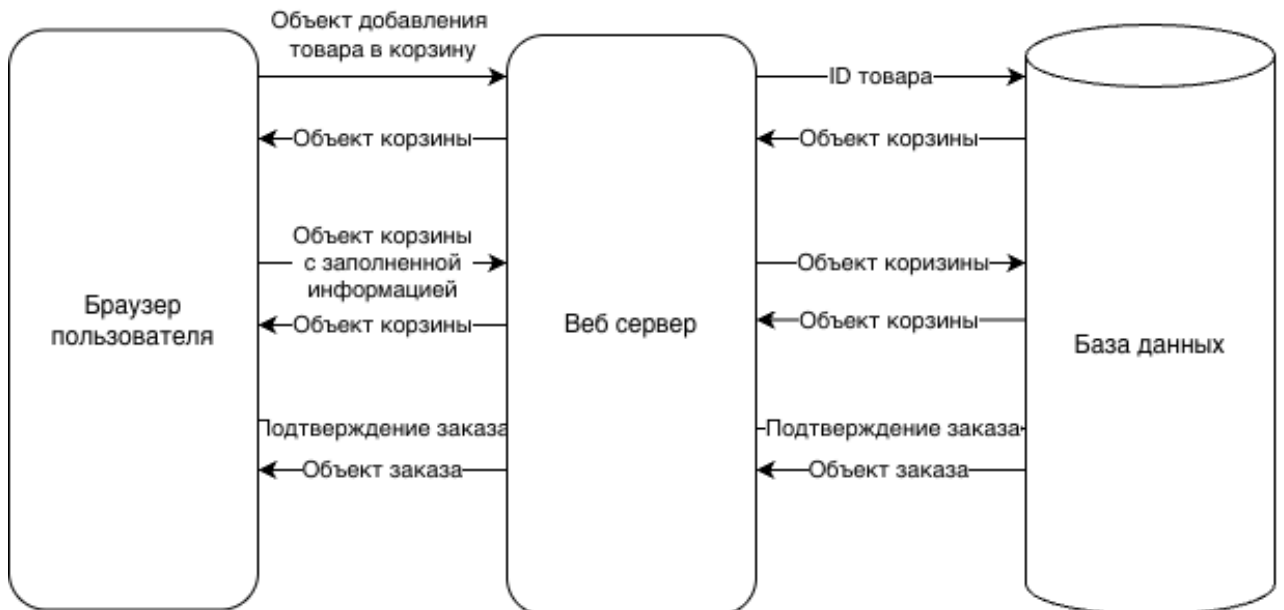 Объект добавления
товара в корзину
ID товара
Объект корзины
Объект корзины
Объект корзины
с заполненной
информацией
Объект коризины
Объект корзины
Объект корзины
Браузер
пользователя
Веб сервер
База данных
Подтверждение заказа
Подтверждение заказа
Объект заказа
Объект заказа